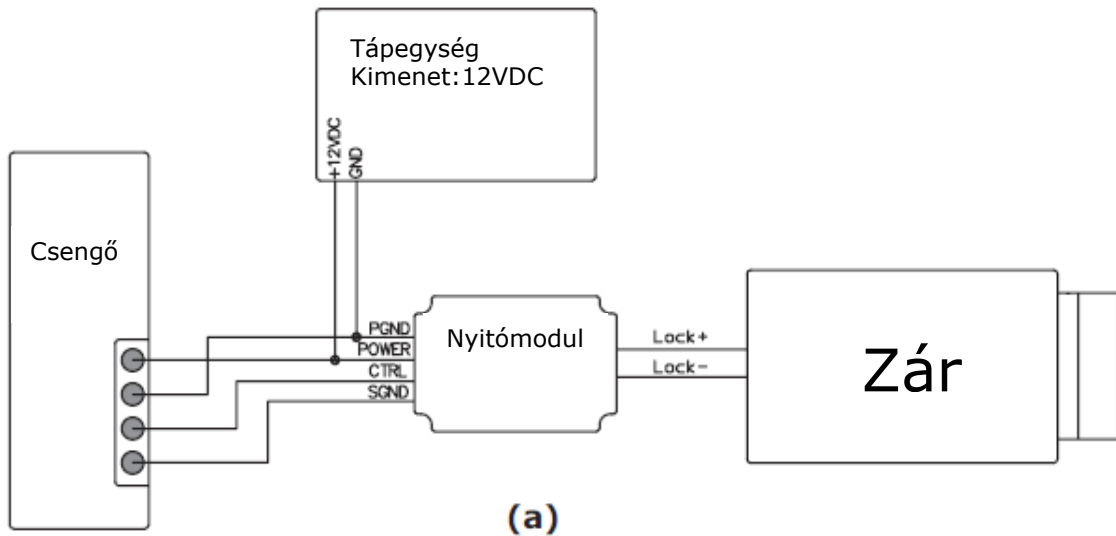 Tápegység
Kimenet:12VDC
+12VDC
GND
Csengő
PGND
POWER
CTRL
SGND
Nyitómodul
Lock+
Lock-
Zár
(a)